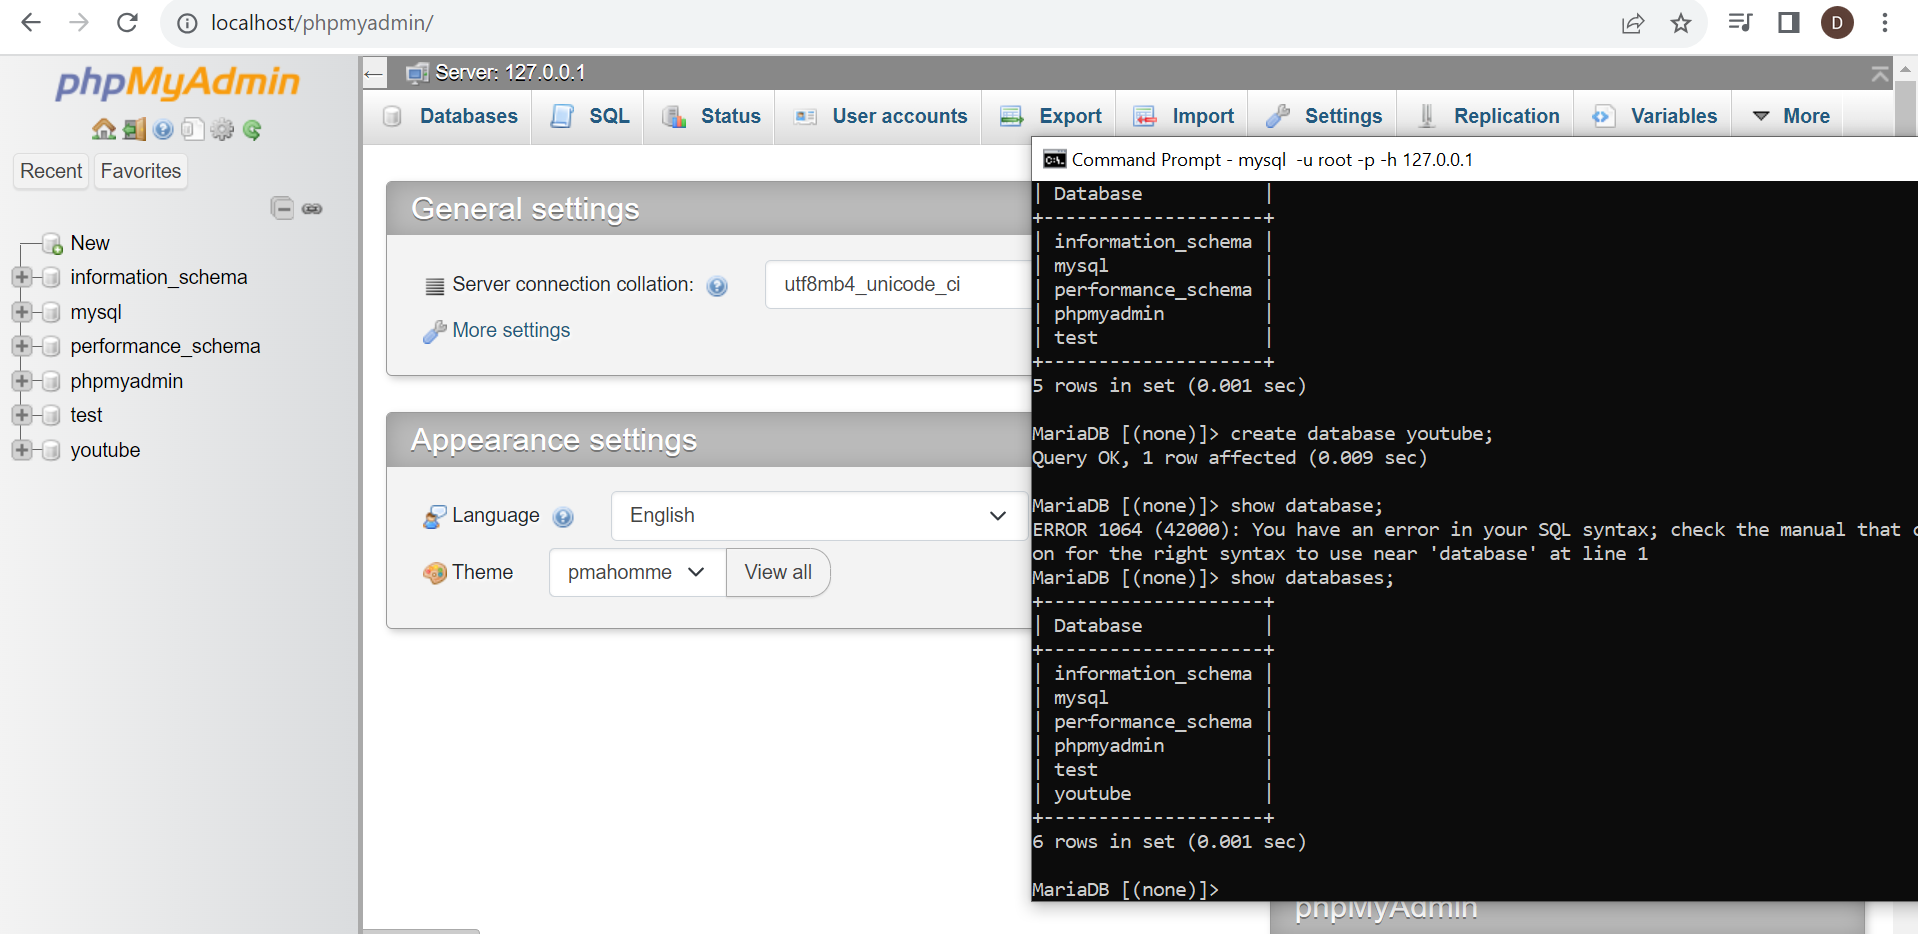 localhost/phpmyadmin/
D
phpMyAdmin
Recent Favorites
New
information_schema
mysql
performance_schema
phpmyadmin
test
youtube
Server: 127.0.0.1
Databases SQL Status User accounts Export Import Settings Replication Variables More
General settings
Server connection collation: utf8mb4_unicode_ci
More settings
Appearance settings
Language English
Theme pmahomme View all
Command Prompt - mysql  -u root -p -h 127.0.0.1
| Database           |
+--------------------+
| information_schema |
| mysql              |
| performance_schema |
| phpmyadmin         |
| test               |
+--------------------+
5 rows in set (0.001 sec)
MariaDB [(none)]> create database youtube;
Query OK, 1 row affected (0.009 sec)
MariaDB [(none)]> show database;
ERROR 1064 (42000): You have an error in your SQL syntax; check the manual that
on for the right syntax to use near 'database' at line 1
MariaDB [(none)]> show databases;
+--------------------+
| Database           |
+--------------------+
| information_schema |
| mysql              |
| performance_schema |
| phpmyadmin         |
| test               |
| youtube            |
+--------------------+
6 rows in set (0.001 sec)
MariaDB [(none)]>
phpMyAdmin